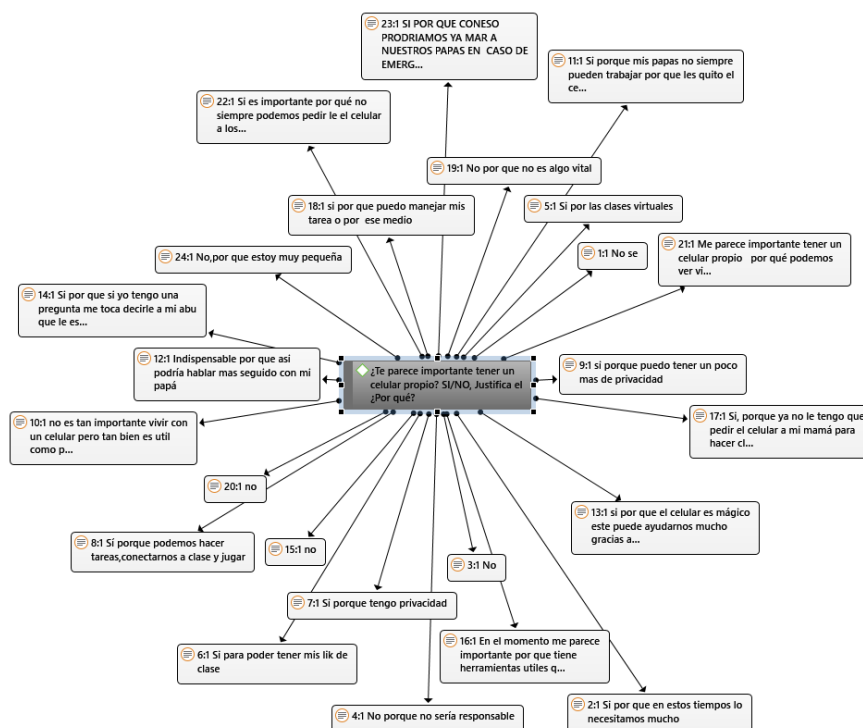 23:1 SI POR QUE CONESO
PRODRIAMOS YA MAR A
NUESTROS PAPAS EN CASO DE
EMERG...
11:1 Si porque mis papas no siempre
pueden trabajar por que les quito el
ce...
22:1 Si es importante por qué no
siempre podemos pedir le el celular
a los...
19:1 No por que no es algo vital
18:1 si por que puedo manejar mis
tarea o por ese medio
5:1 Si por las clases virtuales
24:1 No,por que estoy muy pequeña
1:1 No se
21:1 Me parece importante tener un
celular propio por qué podemos
ver vi...
14:1 Si por que si yo tengo una
pregunta me toca decirle a mi abu
que le es...
12:1 Indispensable por que asi
podría hablar mas seguido con mi
papá
¿Te parece importante tener un
celular propio? SI/NO, Justifica el
¿Por qué?
9:1 si porque puedo tener un poco
mas de privacidad
10:1 no es tan importante vivir con
un celular pero tan bien es util
como p...
17:1 Si, porque ya no le tengo que
pedir el celular a mi mamá para
hacer cl...
20:1 no
13:1 si por que el celular es mágico
este puede ayudarnos mucho
gracias a...
8:1 Sí porque podemos hacer
tareas,conectarnos a clase y jugar
15:1 no
3:1 No
7:1 Si porque tengo privacidad
16:1 En el momento me parece
importante por que tiene
herramientas utiles q...
6:1 Si para poder tener mis lik de
clase
4:1 No porque no sería responsable
2:1 Si por que en estos tiempos lo
necesitamos mucho